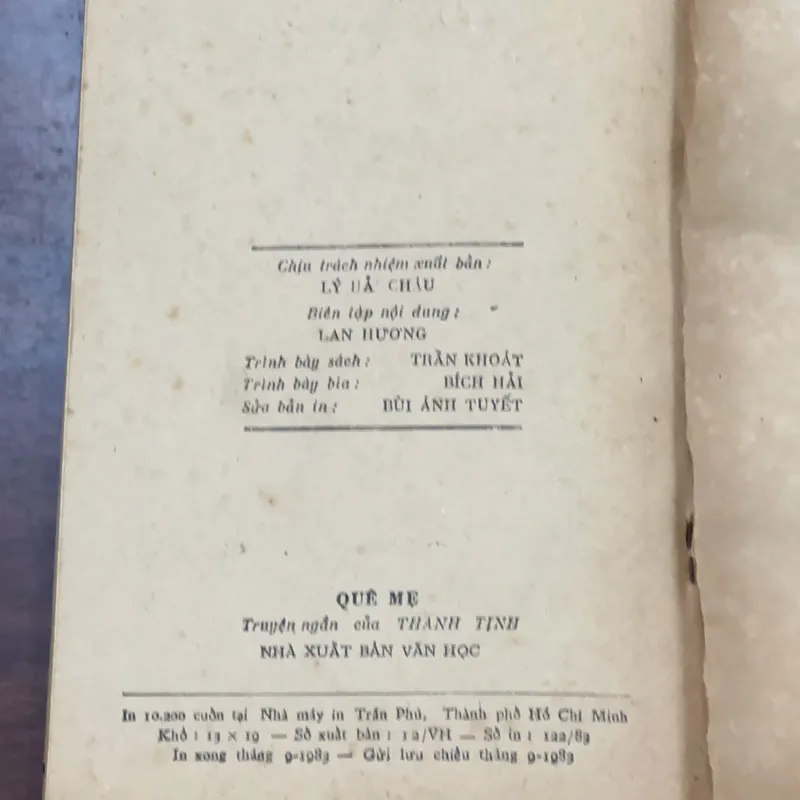 Chịu trách nhiệm xuất bản:
LÝ HẢI CHÂU
Biên tập nội dung:
LAN HƯƠNG
Trình bày sách: TRẦN KHOÁT
Trình bày bìa: BÍCH HẢI
Sửa bản in: BÙI ÁNH TUYẾT
QUÊ MẸ
Truyện ngắn của THANH TỊNH
NHÀ XUẤT BẢN VĂN HỌC
In 10.200 cuốn tại Nhà máy in Trần Phú, Thành phố Hồ Chí Minh
Khổ: 13 × 19 — Số xuất bản: 12/VH — Số in: 122/83
In xong tháng 9-1983 — Gửi lưu chiểu tháng 9-1983